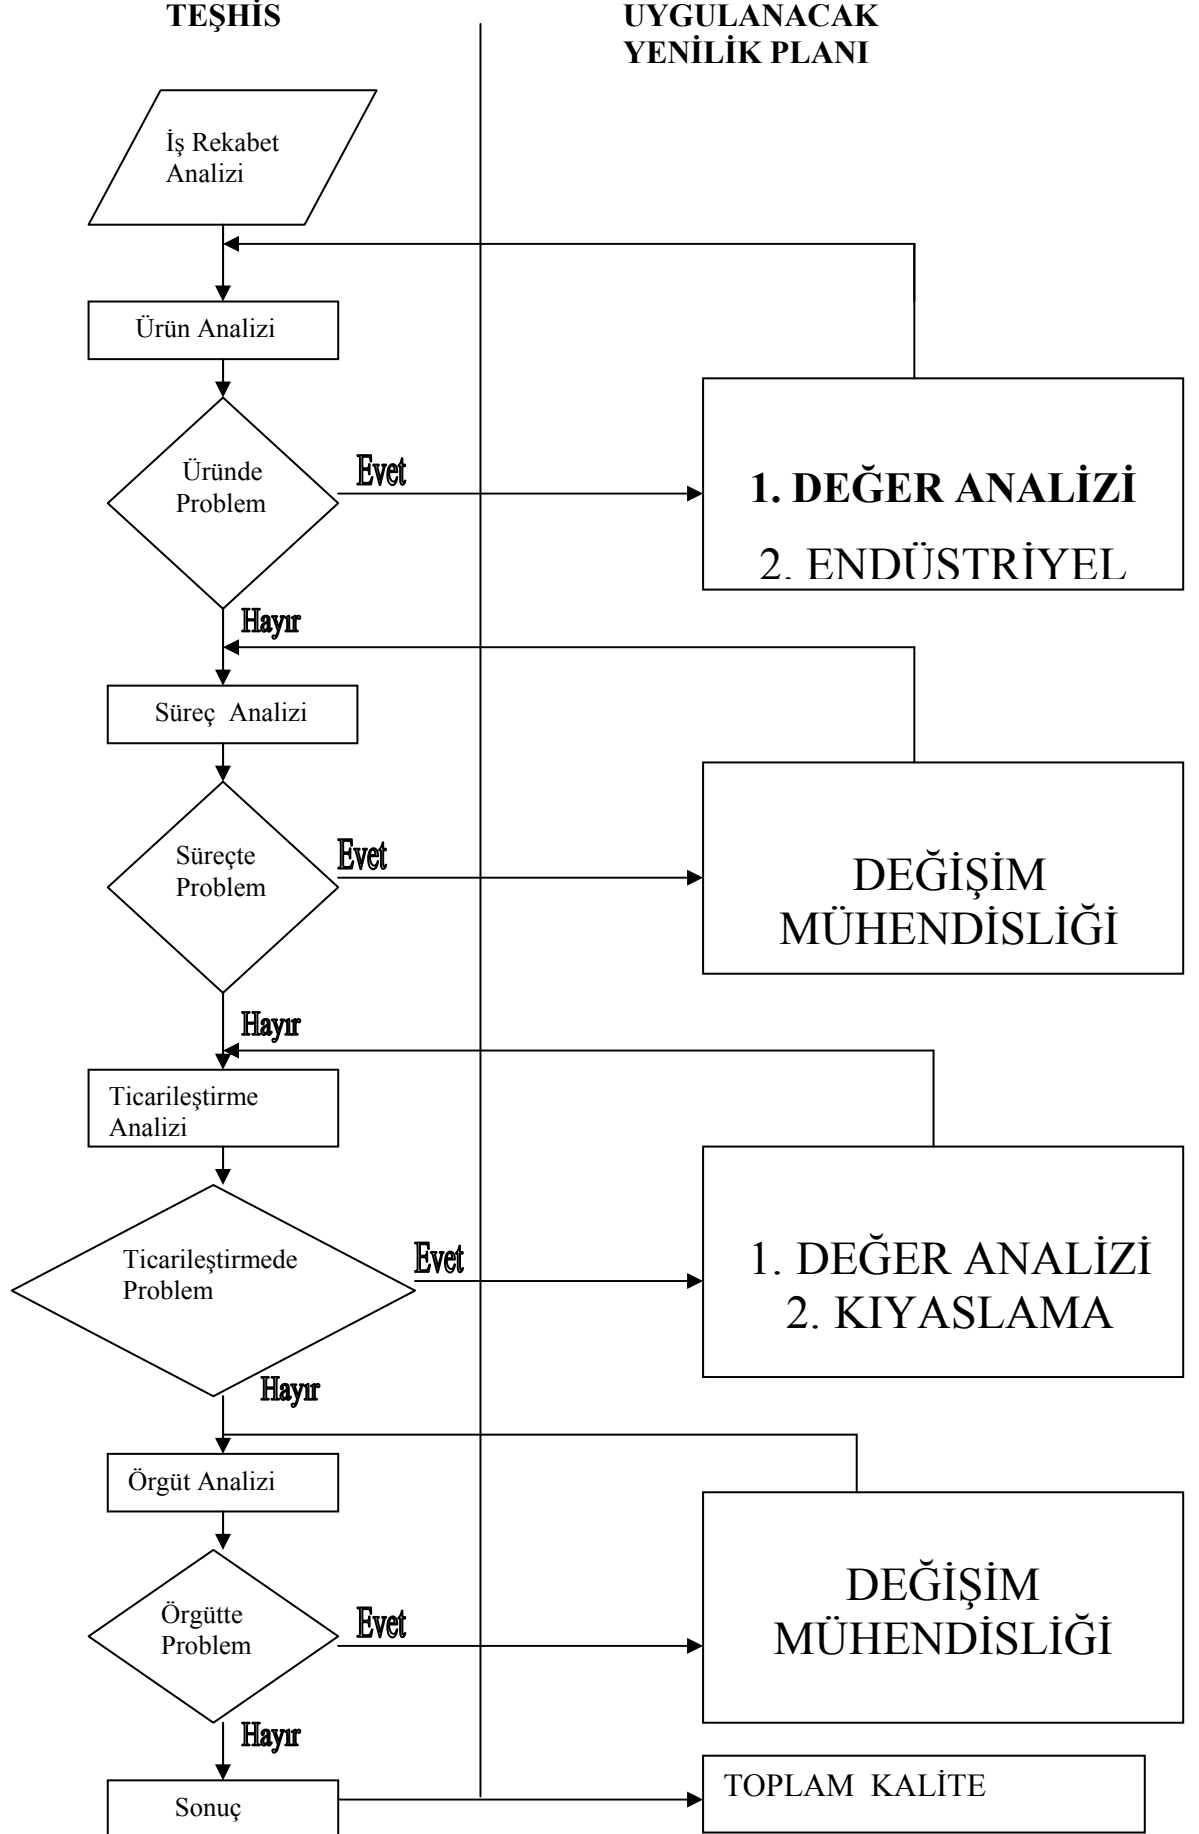 TEŞHİS
UYGULANACAK
YENİLİK PLANI
İş Rekabet
Analizi
Ürün Analizi
Üründe
Problem
Evet
1. DEĞER ANALİZİ
2. ENDÜSTRİYEL
Hayır
Süreç Analizi
Süreçte
Problem
Evet
DEĞİŞİM
MÜHENDİSLİĞİ
Hayır
Ticarileştirme
Analizi
Ticarileştirmede
Problem
Evet
1. DEĞER ANALİZİ
2. KIYASLAMA
Hayır
Örgüt Analizi
Örgütte
Problem
Evet
DEĞİŞİM
MÜHENDİSLİĞİ
Hayır
Sonuç
TOPLAM KALİTE